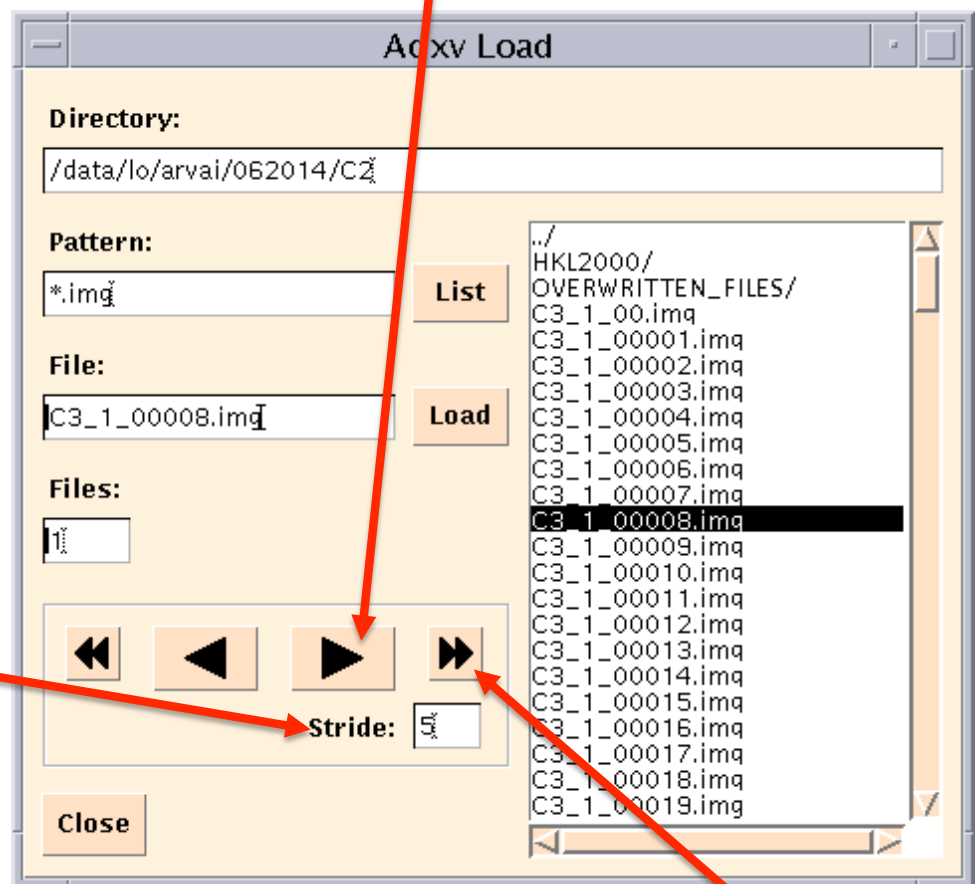 Adxv Load
Directory:
/data/lo/arvai/062014/C2
Pattern:
*.img
List
File:
C3_1_00008.img
Load
Files:
1
Stride:
5
Close
../
HKL2000/
OVERWRITTEN_FILES/
C3_1_00.img
C3_1_00001.img
C3_1_00002.img
C3_1_00003.img
C3_1_00004.img
C3_1_00005.img
C3_1_00006.img
C3_1_00007.img
C3_1_00008.img
C3_1_00009.img
C3_1_00010.img
C3_1_00011.img
C3_1_00012.img
C3_1_00013.img
C3_1_00014.img
C3_1_00015.img
C3_1_00016.img
C3_1_00017.img
C3_1_00018.img
C3_1_00019.img